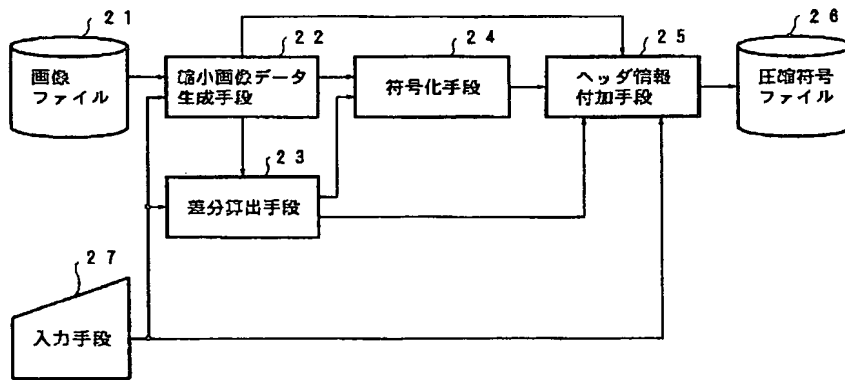 21
画像
ファイル
22
縮小画像データ
生成手段
24
符号化手段
25
ヘッダ情報
付加手段
26
圧縮符号
ファイル
23
差分算出手段
27
入力手段